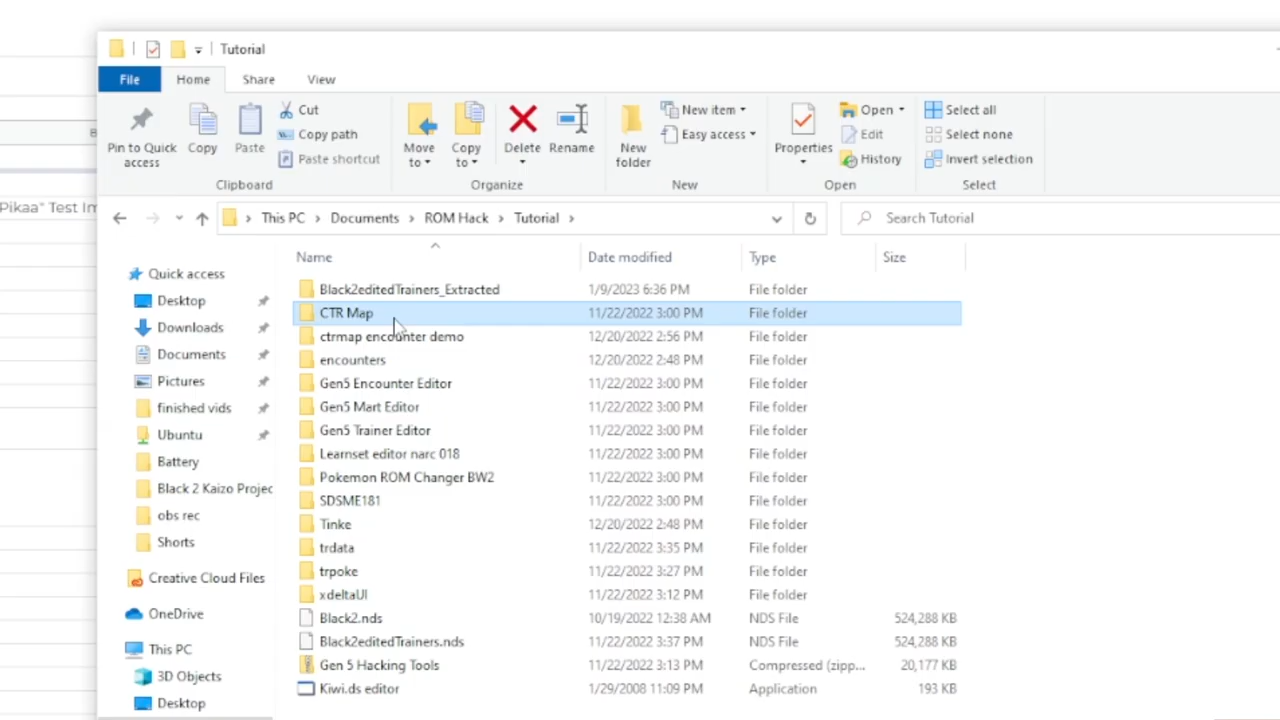 Tutorial
File Home Share View
Pin to Quick access
Copy
Paste
Cut
Copy path
Paste shortcut
Clipboard
Move to
Copy to
Delete
Rename
Organize
New folder
New item
Easy access
New
Properties
Open
Edit
History
Open
Select all
Select none
Invert selection
Select
8
Pikaa" Test Im
This PC > Documents > ROM Hack > Tutorial >
Search Tutorial
Name Date modified Type Size
Quick access
Desktop
Downloads
Documents
Pictures
finished vids
Ubuntu
Battery
Black 2 Kaizo Projec
obs rec
Shorts
Creative Cloud Files
OneDrive
This PC
3D Objects
Desktop
Black2editedTrainers_Extracted 1/9/2023 6:36 PM File folder
CTR Map 11/22/2022 3:00 PM File folder
ctrmap encounter demo 12/20/2022 2:56 PM File folder
encounters 12/20/2022 2:48 PM File folder
Gen5 Encounter Editor 11/22/2022 3:00 PM File folder
Gen5 Mart Editor 11/22/2022 3:00 PM File folder
Gen5 Trainer Editor 11/22/2022 3:00 PM File folder
Learnset editor narc 018 11/22/2022 3:00 PM File folder
Pokemon ROM Changer BW2 11/22/2022 3:00 PM File folder
SDSME181 11/22/2022 3:00 PM File folder
Tinke 12/20/2022 2:48 PM File folder
trdata 11/22/2022 3:35 PM File folder
trpoke 11/22/2022 3:27 PM File folder
xdeltaUI 11/22/2022 3:12 PM File folder
Black2.nds 10/19/2022 12:38 AM NDS File 524,288 KB
Black2editedTrainers.nds 11/22/2022 3:37 PM NDS File 524,288 KB
Gen 5 Hacking Tools 11/22/2022 3:13 PM Compressed (zipp... 20,177 KB
Kiwi.ds editor 1/29/2008 11:09 PM Application 193 KB